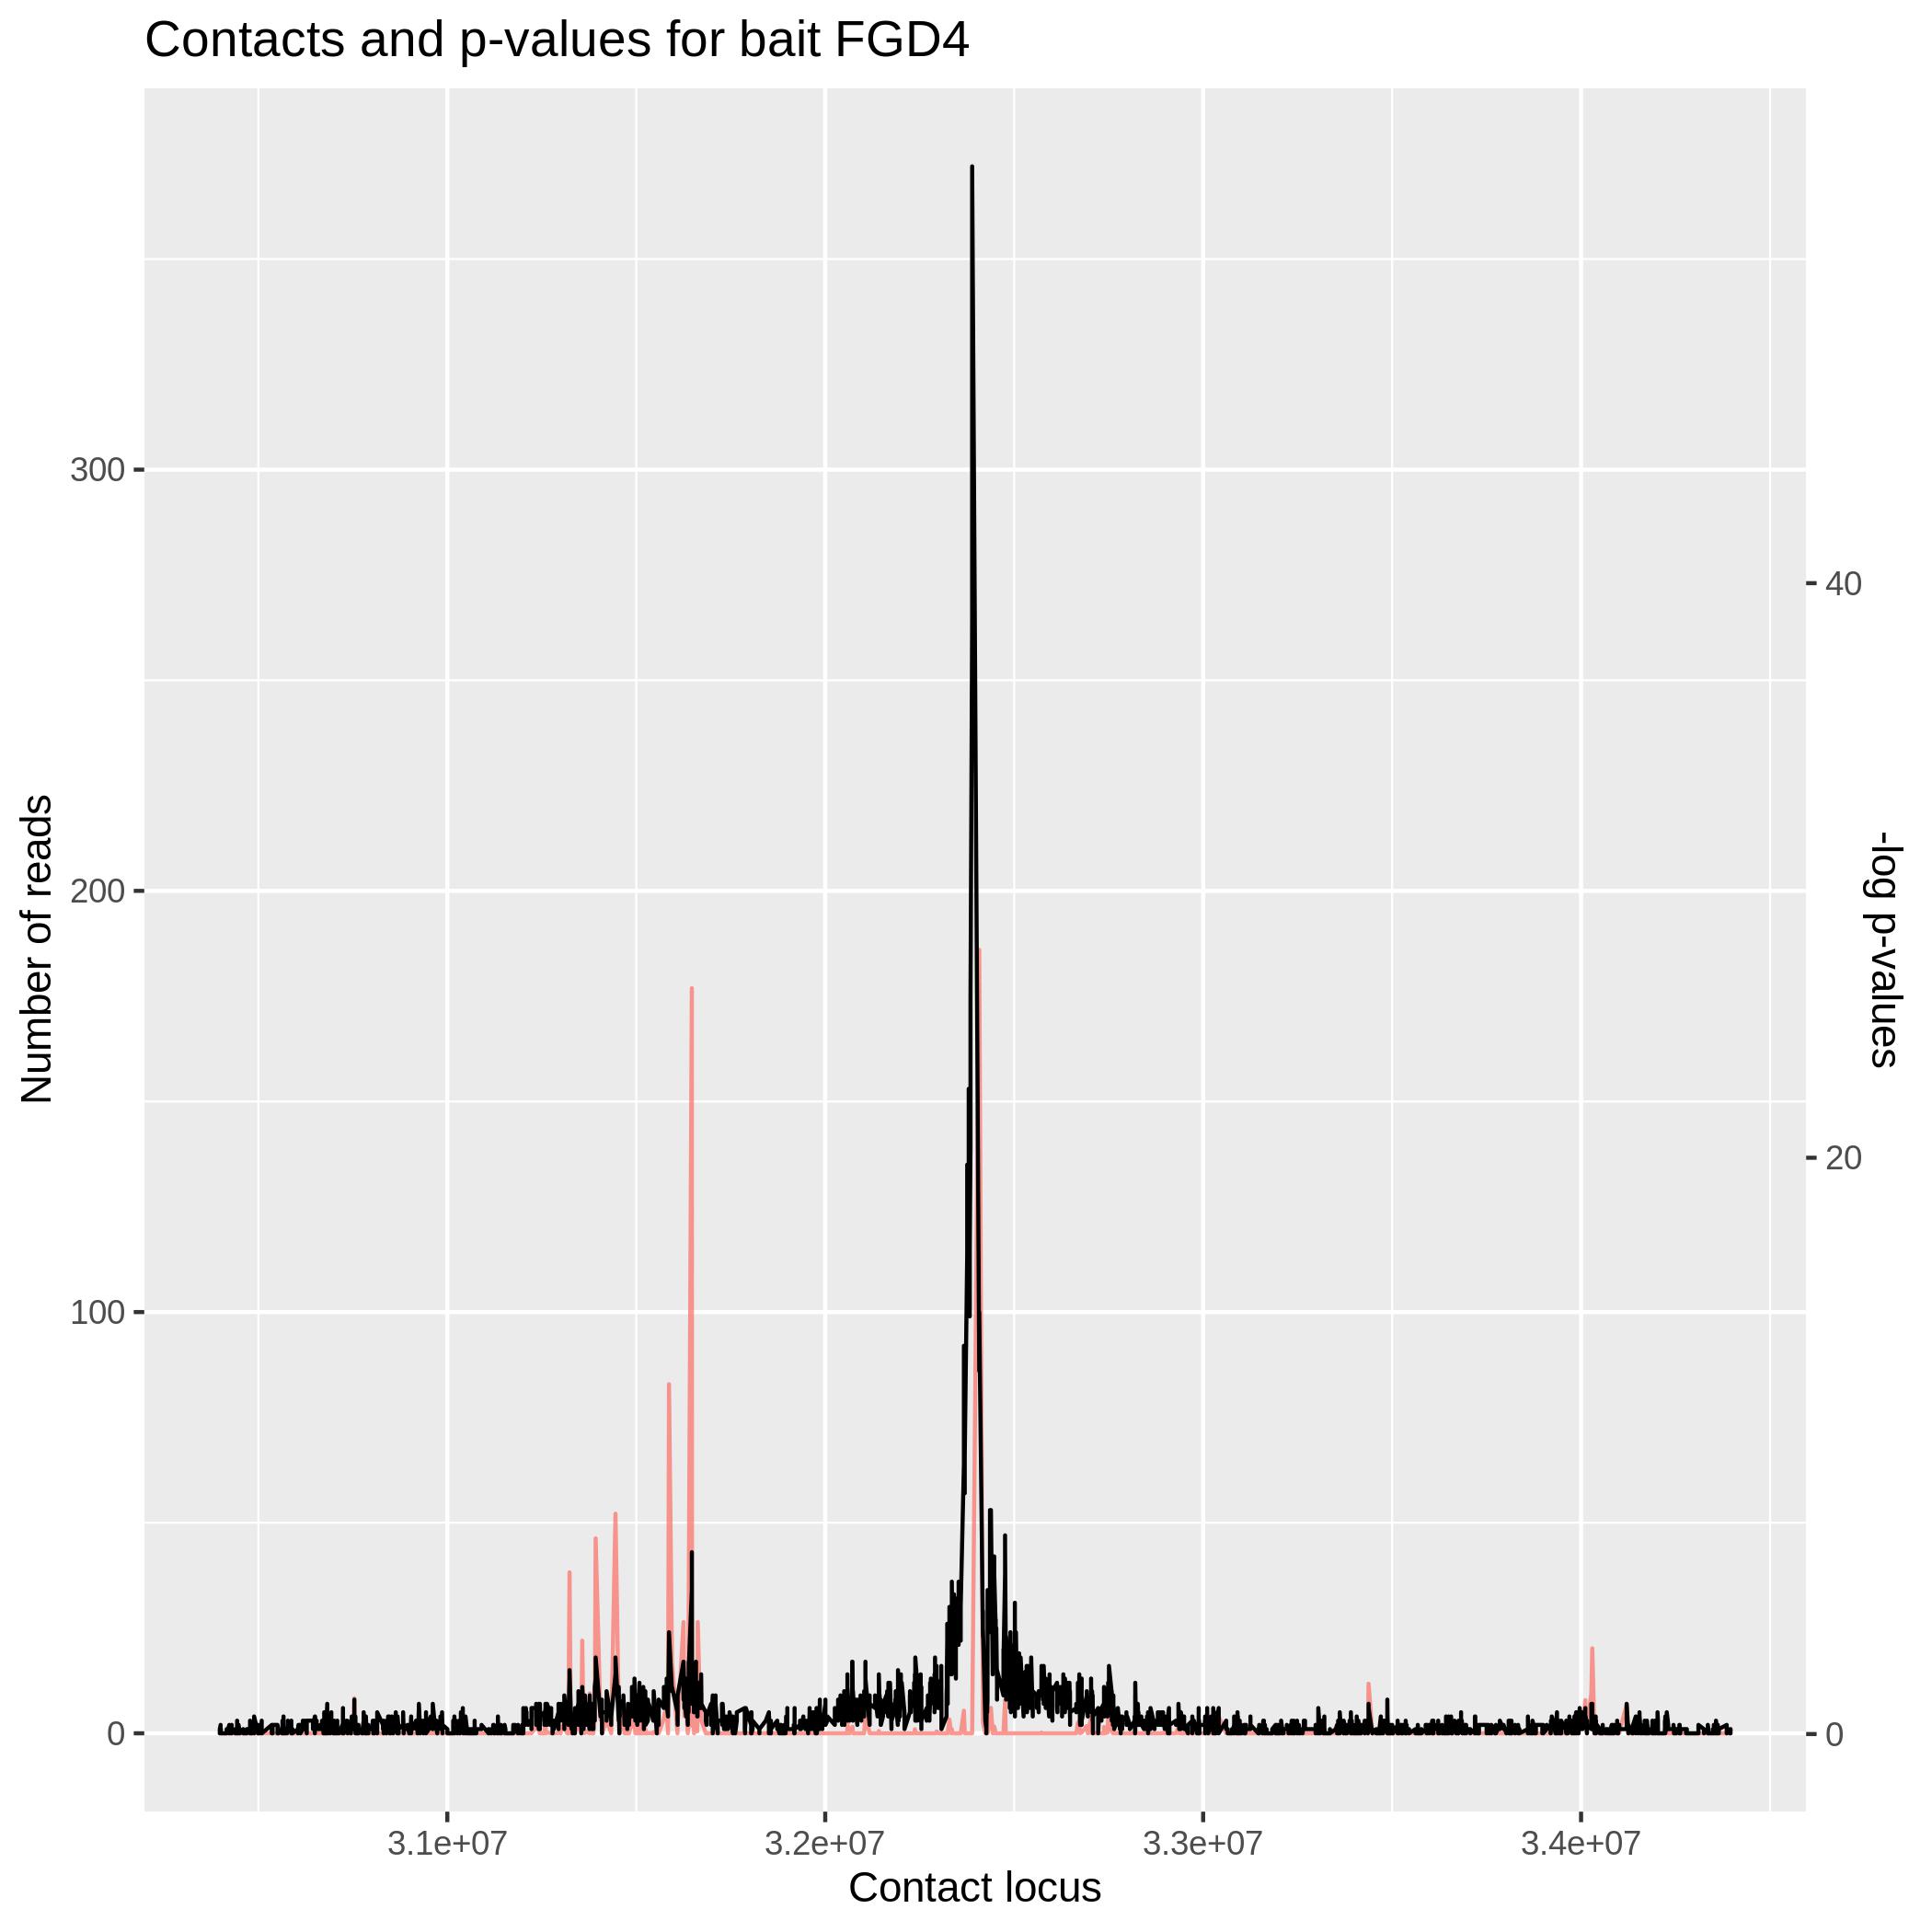 Contacts and p-values for bait FGD4
Number of reads
300
200
100
0
40
20
0
-log p-values
3.1e+07
3.2e+07
3.3e+07
3.4e+07
Contact locus